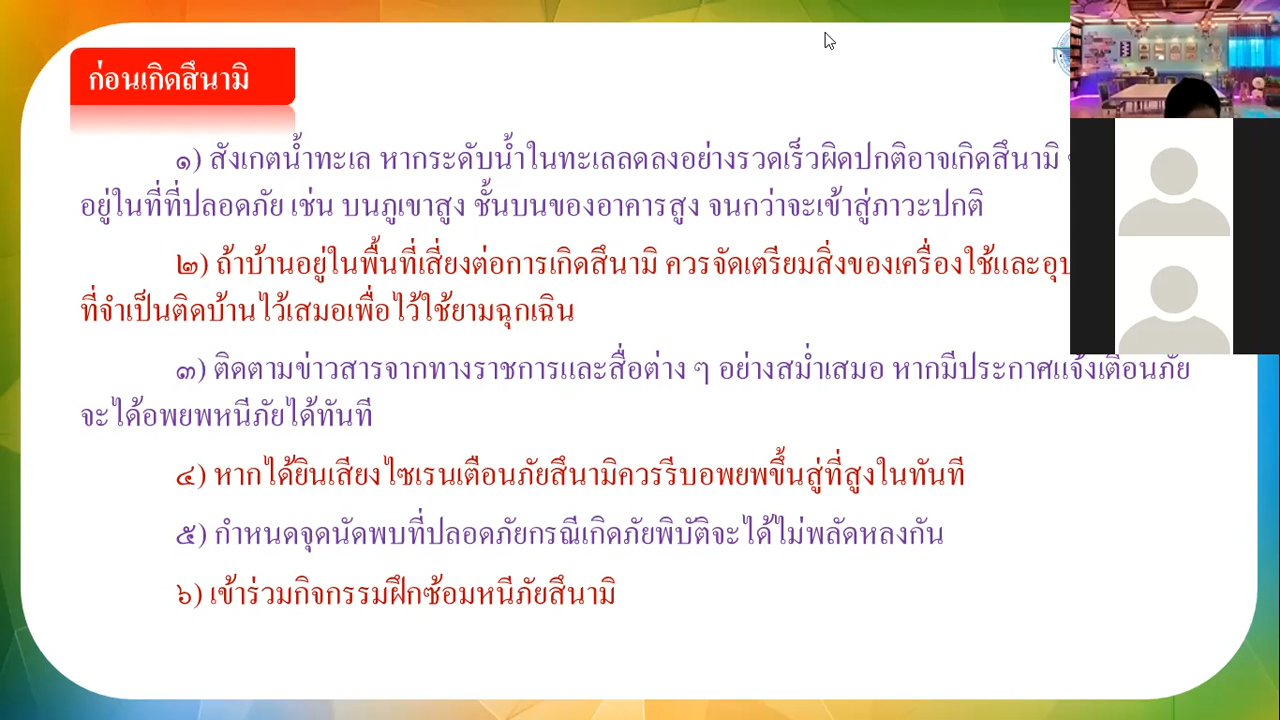 ก่อนเกิดสึนามิ
๑) สังเกตน้ำทะเล หากระดับน้ำในทะเลลดลงอย่างรวดเร็วผิดปกติอาจเกิดสึนามิ
อยู่ในที่ที่ปลอดภัย เช่น บนภูเขาสูง ชั้นบนของอาคารสูง จนกว่าจะเข้าสู่ภาวะปกติ
๒) ถ้าบ้านอยู่ในพื้นที่เสี่ยงต่อการเกิดสึนามิ ควรจัดเตรียมสิ่งของเครื่องใช้และ
ที่จำเป็นติดบ้านไว้เสมอเพื่อไว้ใช้ยามฉุกเฉิน
๓) ติดตามข่าวสารจากทางราชการและสื่อต่าง ๆ อย่างสม่ำเสมอ หากมีประกาศแจ้งเตือนภัย
จะได้อพยพหนีภัยได้ทันที
๔) หากได้ยินเสียงไซเรนเตือนภัยสึนามิควรรีบอพยพขึ้นสู่ที่สูงในทันที
๕) กำหนดจุดนัดพบที่ปลอดภัยกรณีเกิดภัยพิบัติจะได้ไม่พลัดหลงกัน
๖) เข้าร่วมกิจกรรมฝึกซ้อมหนีภัยสึนามิ